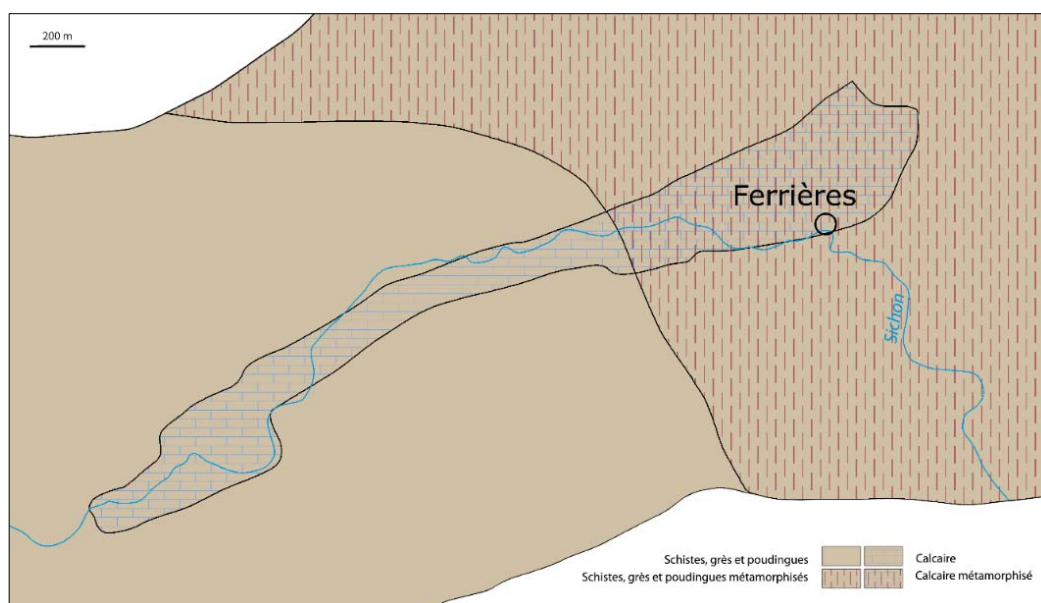 200 m
Ferrières
Sichon
Schistes, grès et poudingues
Calcaire
Schistes, grès et poudingues métamorphisés
Calcaire métamorphisé